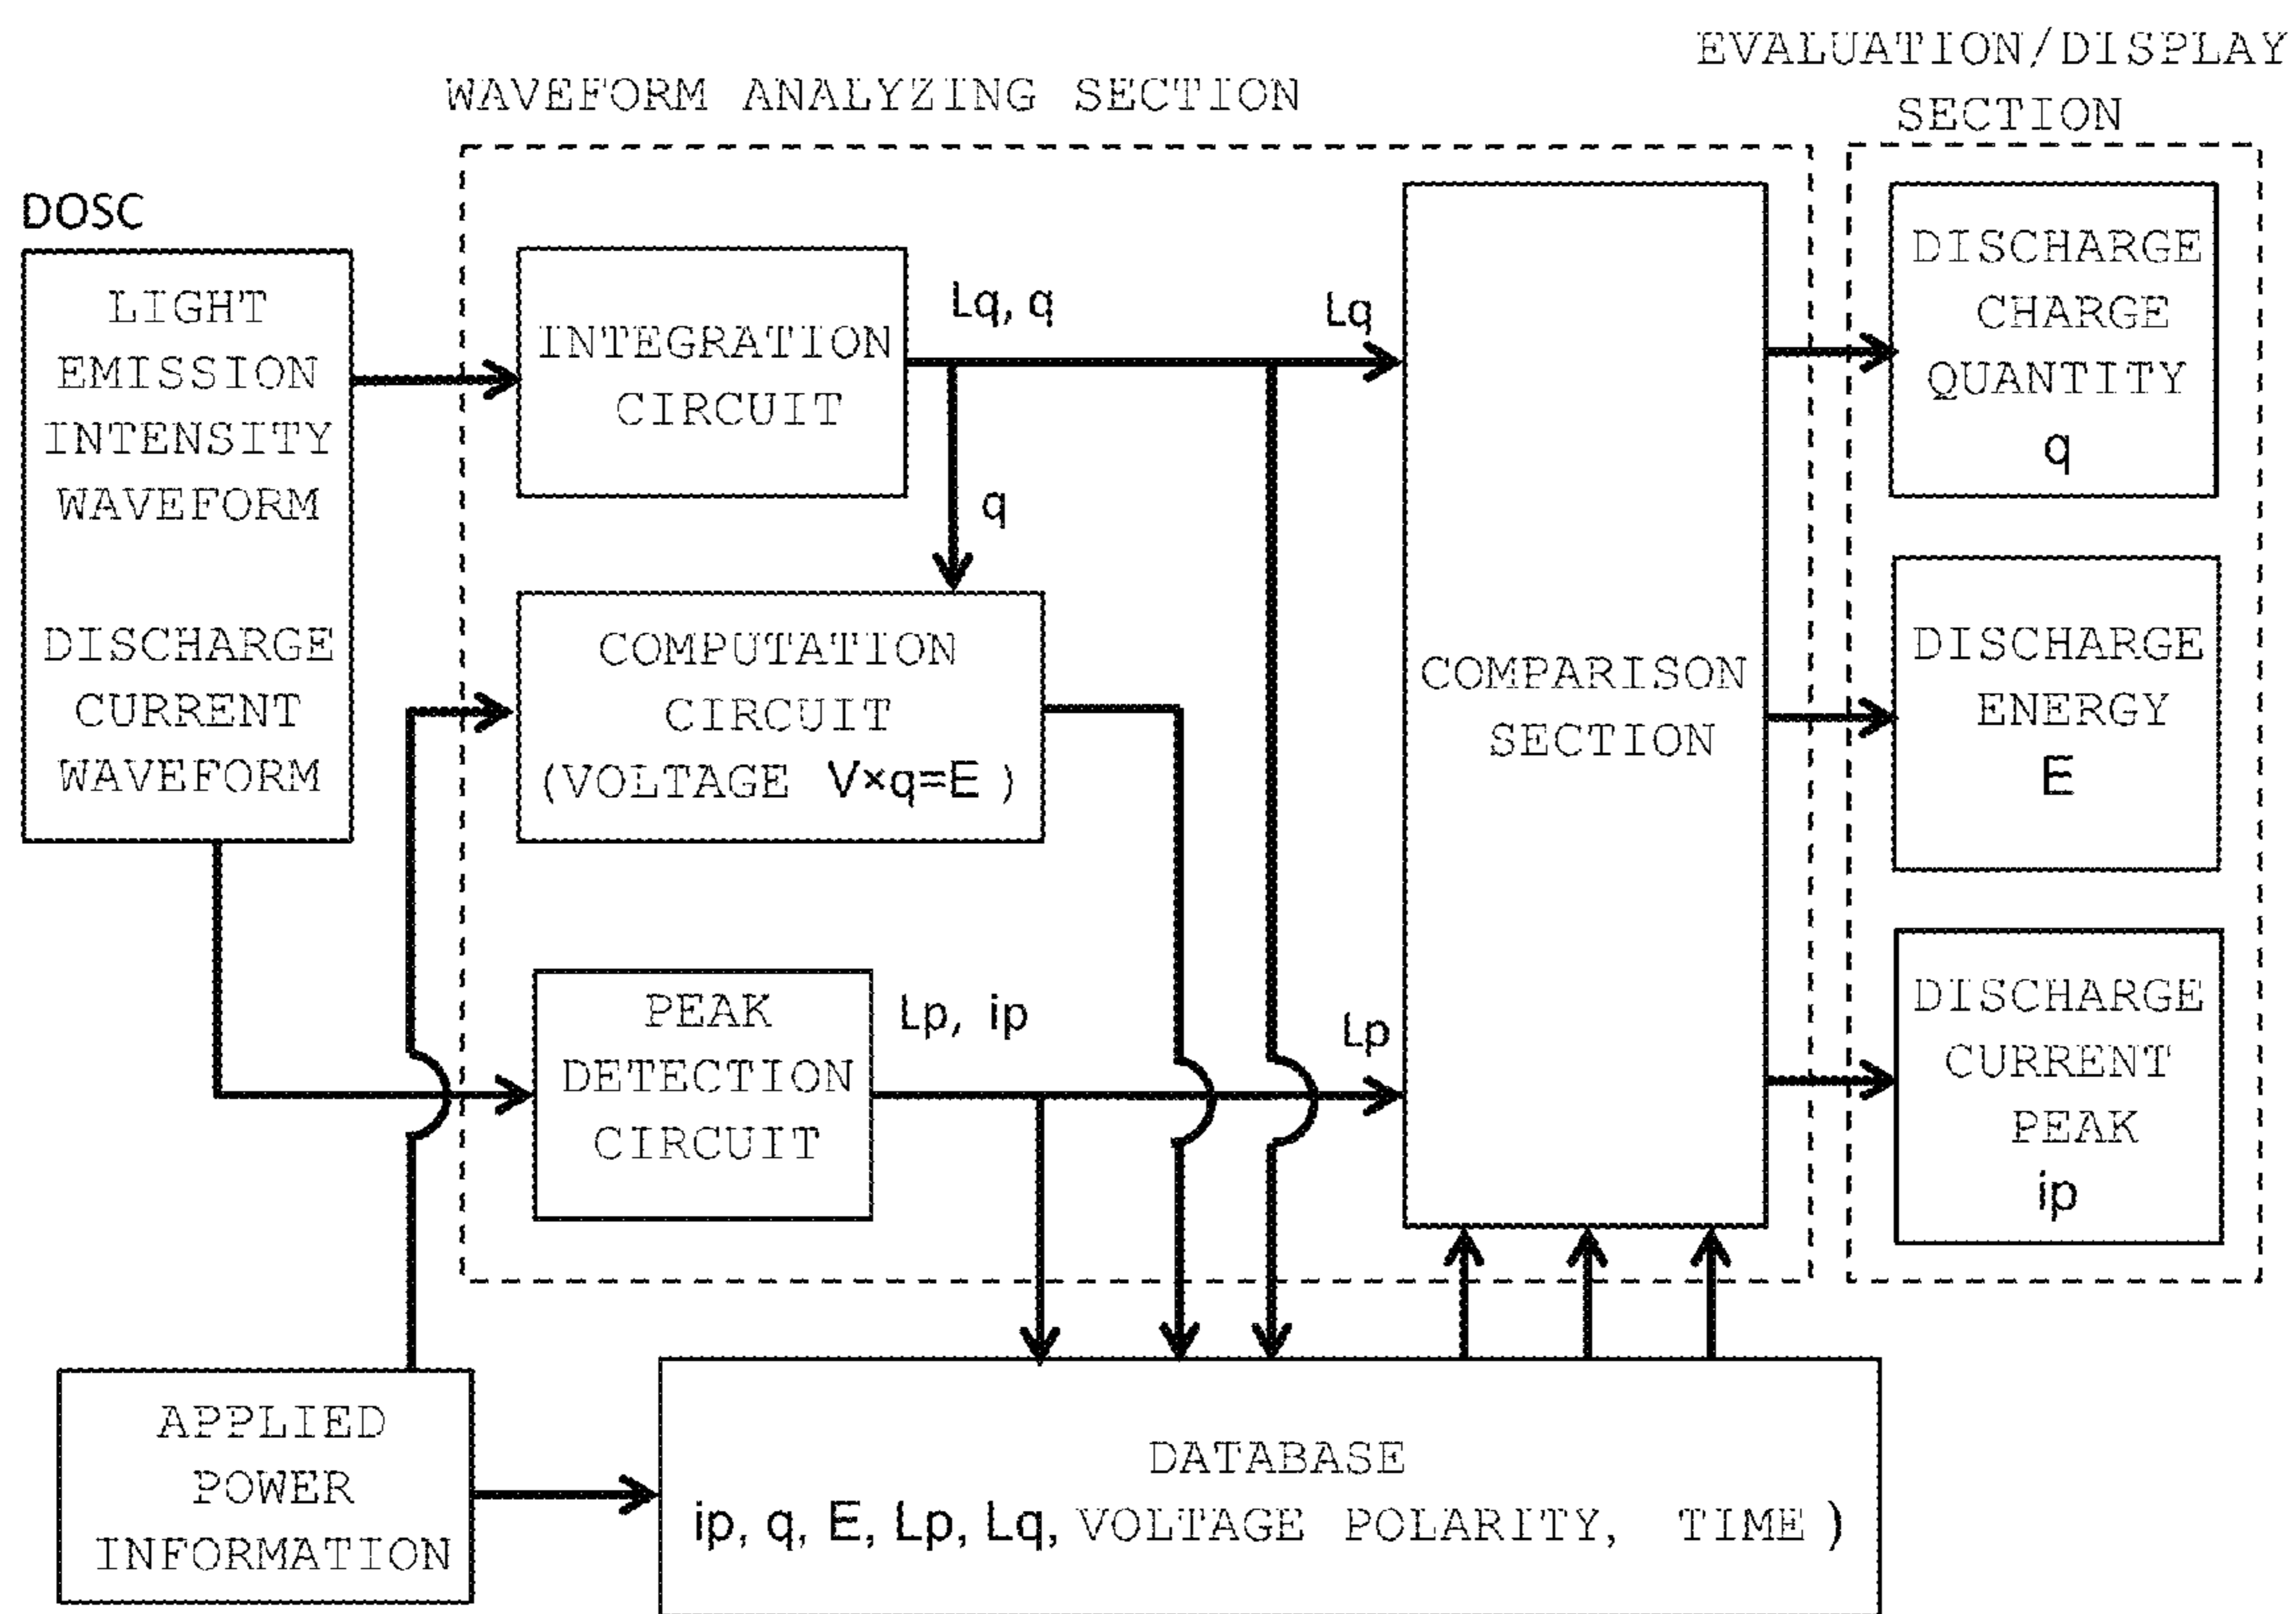 EVALUATION/DISPLAY
SECTION
WAVEFORM ANALYZING SECTION
DOSC
LIGHT
EMISSION
INTENSITY
WAVEFORM
DISCHARGE
CURRENT
WAVEFORM
INTEGRATION
CIRCUIT
Lq, q
Lq
q
COMPUTATION
CIRCUIT
(VOLTAGE V×q=E )
PEAK
DETECTION
CIRCUIT
Lp, ip
Lp
COMPARISON
SECTION
DISCHARGE
CHARGE
QUANTITY
q
DISCHARGE
ENERGY
E
DISCHARGE
CURRENT
PEAK
ip
APPLIED
POWER
INFORMATION
DATABASE
ip, q, E, Lp, Lq, VOLTAGE POLARITY, TIME )